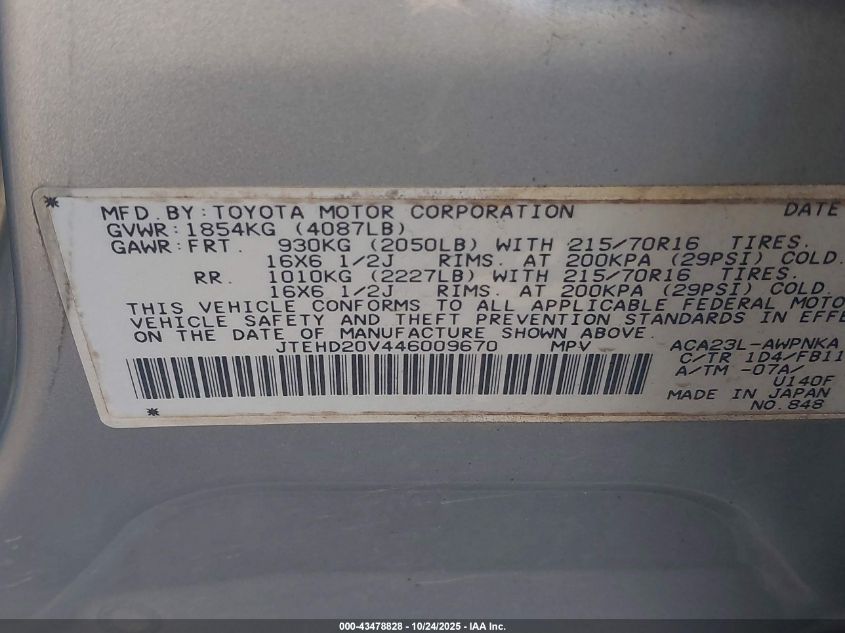 MFD. BY: TOYOTA MOTOR CORPORATION DATE
GVWR: 1854KG (4087LB)
GAWR: FRT. 930KG (2050LB) WITH 215/70R16 TIRES.
16X6 1/2J RIMS. AT 200KPA (29PSI) COLD.
RR. 1010KG (2227LB) WITH 215/70R16 TIRES.
16X6 1/2J RIMS. AT 200KPA (29PSI) COLD.
THIS VEHICLE CONFORMS TO ALL APPLICABLE FEDERAL MOTO
VEHICLE SAFETY AND THEFT PREVENTION STANDARDS IN EFFE
ON THE DATE OF MANUFACTURE SHOWN ABOVE.
JTEHD20V446009670 MPV ACA23L-AWPNKA
C/TR 1D4/FB11
A/TM -07A/
U140F
MADE IN JAPAN
NO. 848
000-43478828 - 10/24/2025 - IAA Inc.